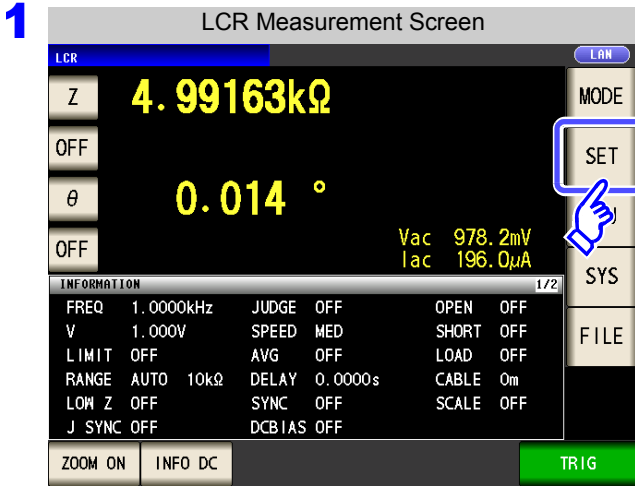 1
LCR Measurement Screen
LCR
LAN
Z 4.99163kΩ
MODE
OFF
SET
θ 0.014 °
OFF
Vac 978.2mV
Iac 196.0μA
SYS
INFORMATION 1/2
FREQ 1.0000kHz JUDGE OFF OPEN OFF
V 1.000V SPEED MED SHORT OFF
FILE
LIMIT OFF AVG OFF LOAD OFF
RANGE AUTO 10kΩ DELAY 0.0000s CABLE 0m
LOW Z OFF SYNC OFF SCALE OFF
J SYNC OFF DCBIAS OFF
ZOOM ON INFO DC TRIG